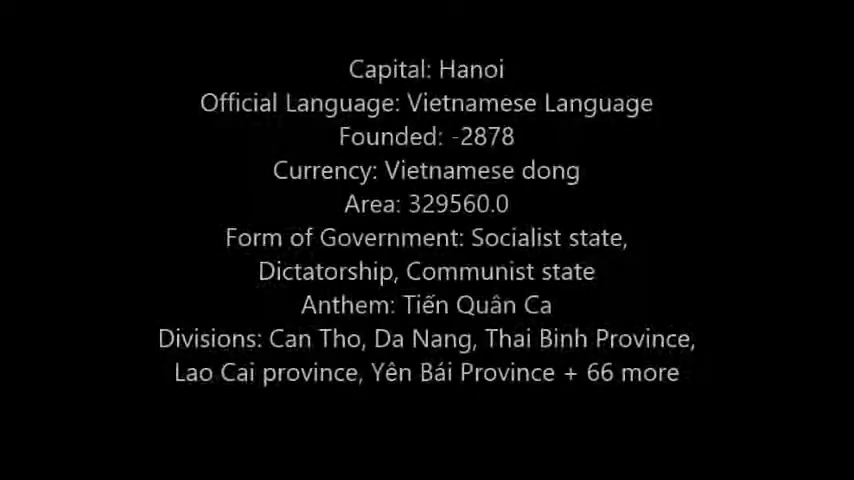 Capital: Hanoi
Official Language: Vietnamese Language
Founded: -2878
Currency: Vietnamese dong
Area: 329560.0
Form of Government: Socialist state,
Dictatorship, Communist state
Anthem: Tiến Quân Ca
Divisions: Can Tho, Da Nang, Thai Binh Province,
Lao Cai province, Yên Bái Province + 66 more